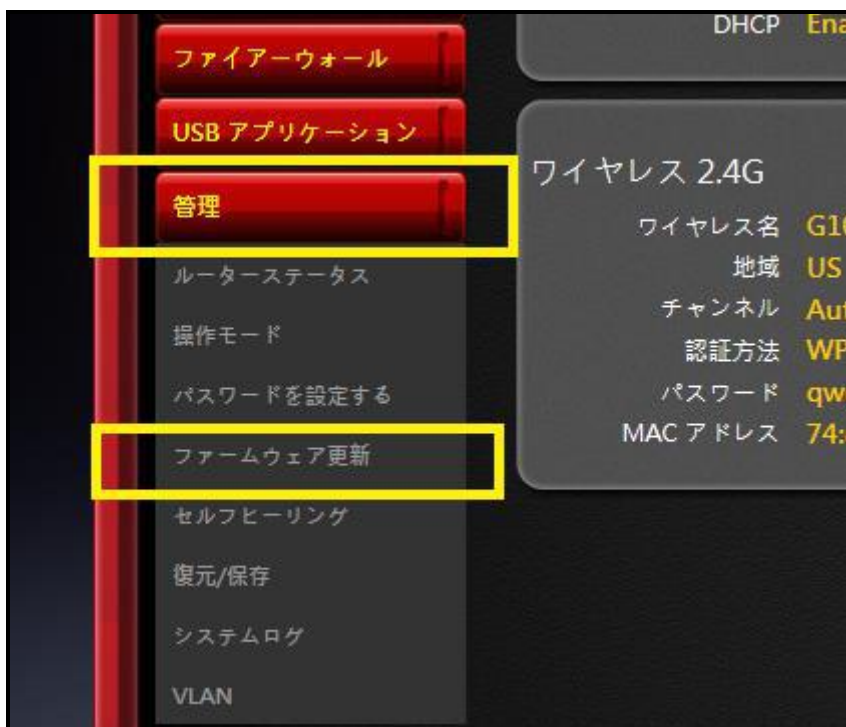 ファイアーウォール
USB アプリケーション
管理
ルーターステータス
操作モード
パスワードを設定する
ファームウェア更新
セルフヒーリング
復元/保存
システムログ
VLAN
DHCP Ena
ワイヤレス 2.4G
ワイヤレス名 G10
地域 US
チャンネル Aut
認証方法 WP
パスワード qw
MAC アドレス 74: